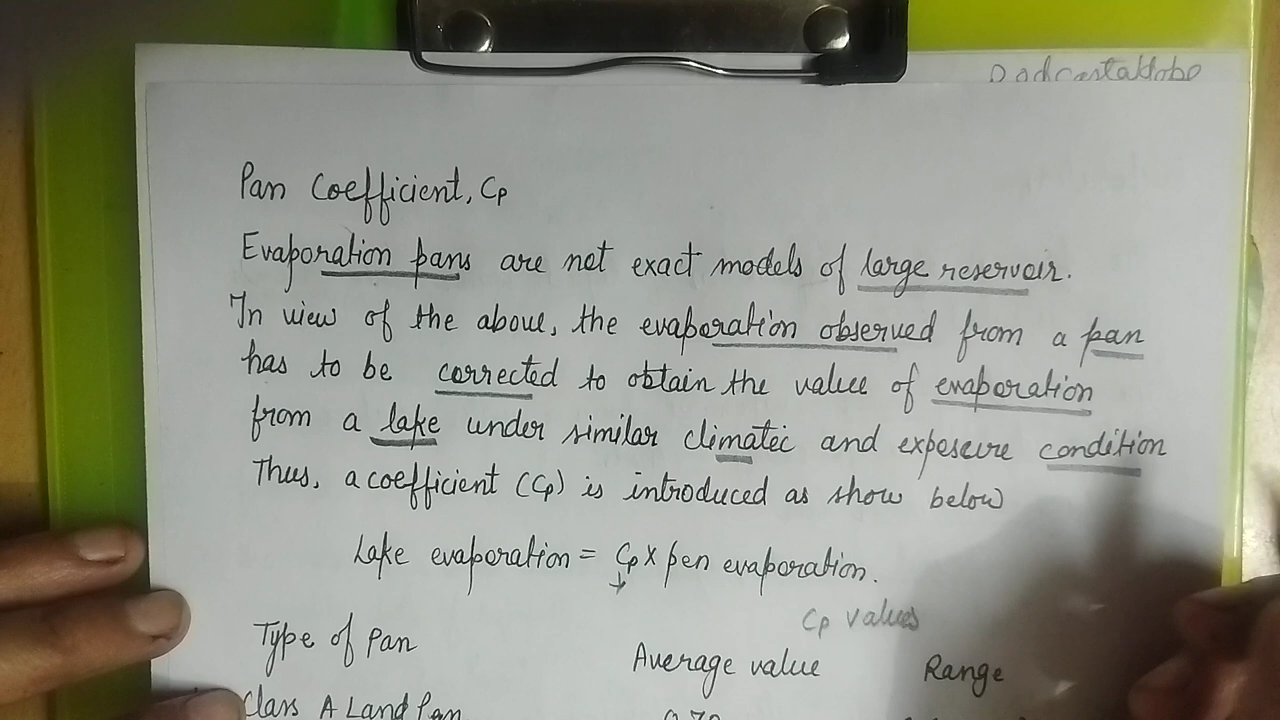 Pan Coefficient, Cp
Evaporation pans are not exact models of large reservoir.
In view of the above, the evaporation observed from a pan
has to be corrected to obtain the value of evaporation
from a lake under similar climatic and exposure condition
Thus, a coefficient (Cp) is introduced as show below
Lake evaporation = Cp x pen evaporation.
Cp values
Type of Pan Average value Range
Class A Land Pan